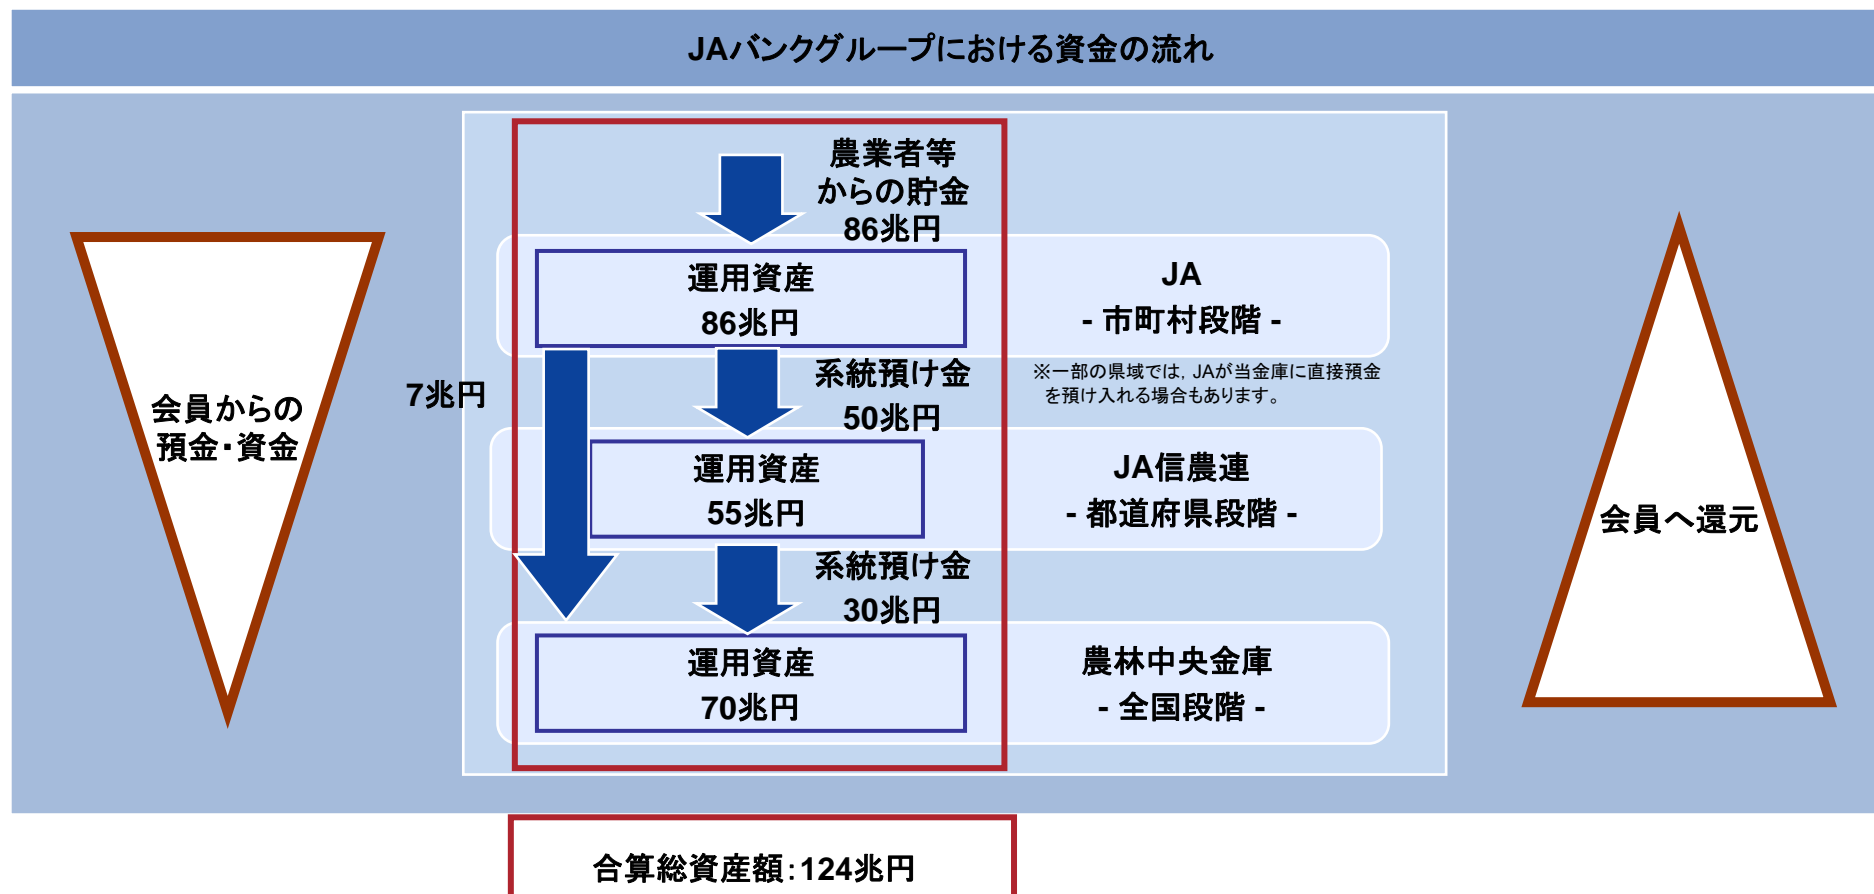 JAバンクグループにおける資金の流れ
農業者等
からの貯金
86兆円
運用資産
86兆円
JA
- 市町村段階 -
7兆円
系統預け金
50兆円
※一部の県域では, JAが当金庫に直接預金
を預け入れる場合もあります。
会員からの
預金・資金
運用資産
55兆円
JA信農連
- 都道府県段階 -
会員へ還元
系統預け金
30兆円
運用資産
70兆円
農林中央金庫
- 全国段階 -
合算総資産額：124兆円